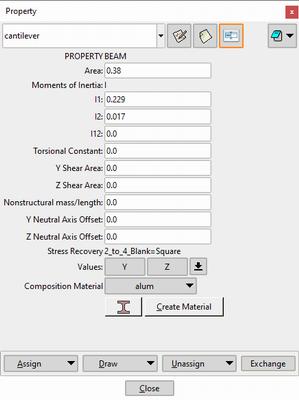 Property x
cantilever
PROPERTY BEAM
Area: 0.38
Moments of Inertia: I
I1: 0.229
I2: 0.017
I12: 0.0
Torsional Constant: 0.0
Y Shear Area: 0.0
Z Shear Area: 0.0
Nonstructural mass/length: 0.0
Y Neutral Axis Offset: 0.0
Z Neutral Axis Offset: 0.0
Stress Recovery 2_to_4_Blank=Square
Values: Y Z
Composition Material alum
Create Material
Assign Draw Unassign Exchange
Close